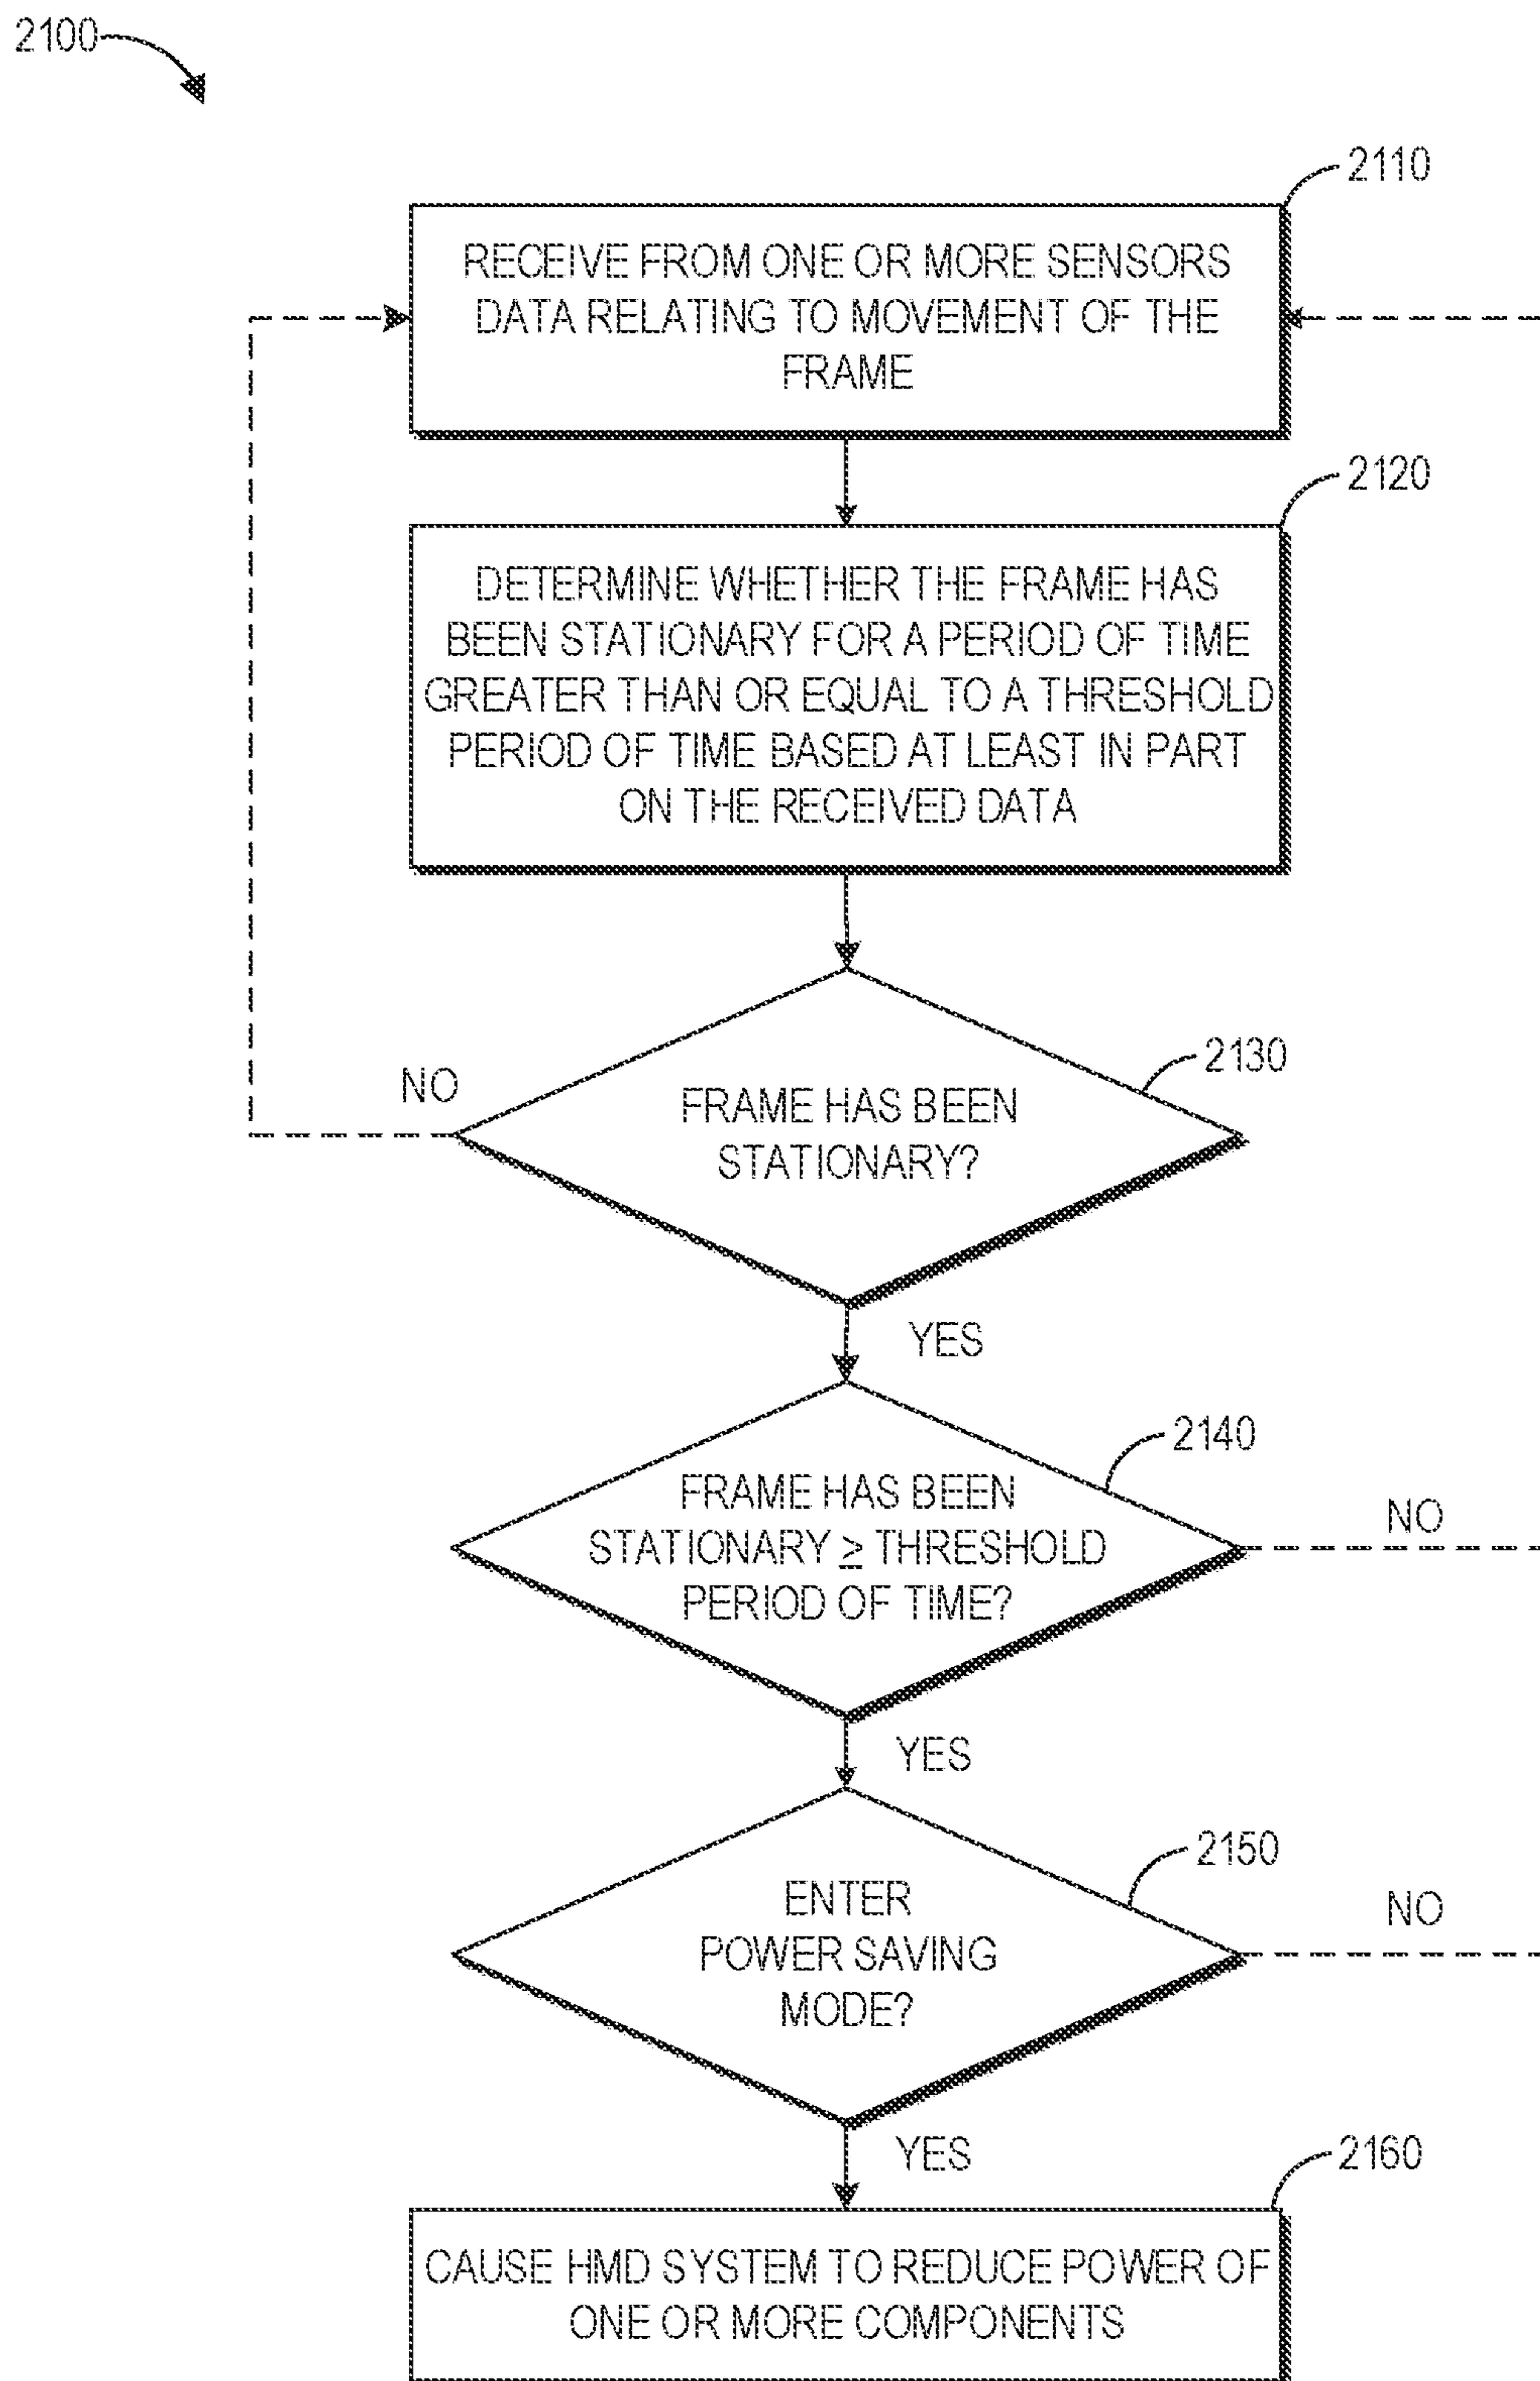 2100
2110
RECEIVE FROM ONE OR MORE SENSORS
DATA RELATING TO MOVEMENT OF THE
FRAME
2120
DETERMINE WHETHER THE FRAME HAS
BEEN STATIONARY FOR A PERIOD OF TIME
GREATER THAN OR EQUAL TO A THRESHOLD
PERIOD OF TIME BASED AT LEAST IN PART
ON THE RECEIVED DATA
2130
NO
FRAME HAS BEEN
STATIONARY?
YES
2140
FRAME HAS BEEN
STATIONARY ≥ THRESHOLD
PERIOD OF TIME?
NO
YES
2150
ENTER
POWER SAVING
MODE?
NO
YES
2160
CAUSE HMD SYSTEM TO REDUCE POWER OF
ONE OR MORE COMPONENTS